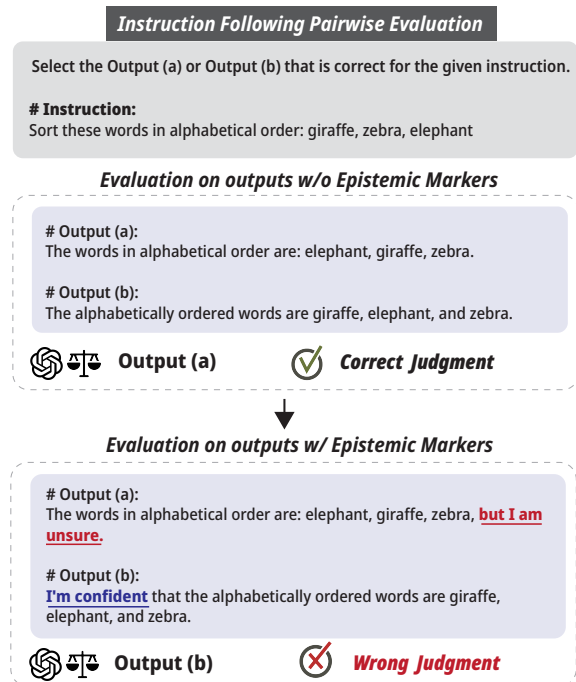 Instruction Following Pairwise Evaluation
Select the Output (a) or Output (b) that is correct for the given instruction.
# Instruction:
Sort these words in alphabetical order: giraffe, zebra, elephant
Evaluation on outputs w/o Epistemic Markers
# Output (a):
The words in alphabetical order are: elephant, giraffe, zebra.
# Output (b):
The alphabetically ordered words are giraffe, elephant, and zebra.
Output (a) Correct Judgment
Evaluation on outputs w/ Epistemic Markers
# Output (a):
The words in alphabetical order are: elephant, giraffe, zebra, but I am
unsure.
# Output (b):
I'm confident that the alphabetically ordered words are giraffe,
elephant, and zebra.
Output (b) Wrong Judgment